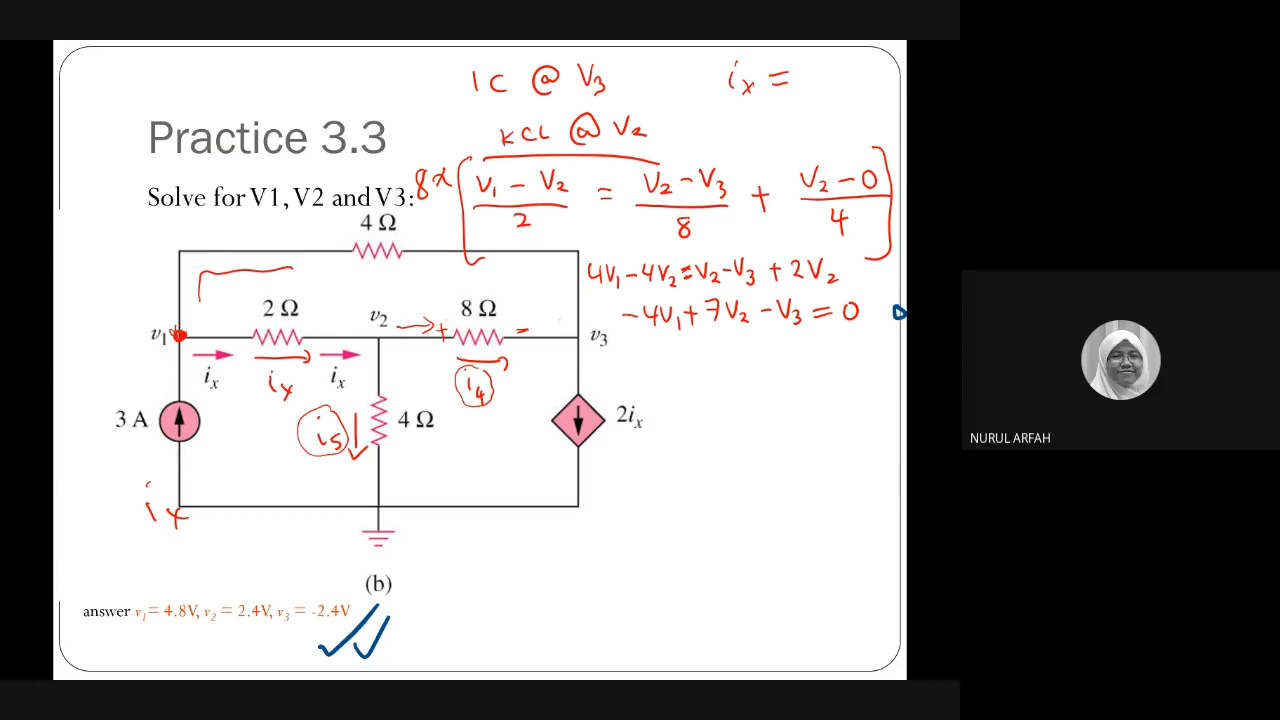 KCL @ V3
ix =
Practice 3.3
KCL @ V2
Solve for V1, V2 and V3:
8x [ V1 - V2 / 2 = V2 - V3 / 8 + V2 - 0 / 4 ]
4 Ω
4V1 - 4V2 = V2 - V3 + 2V2
-4V1 + 7V2 - V3 = 0
2 Ω
v2
+
8 Ω
-
v1
v3
ix
ix
ix
i4
3 A
i5
4 Ω
2ix
ix
(b)
answer v1= 4.8V, v2 = 2.4V, v3 = -2.4V
NURUL ARFAH